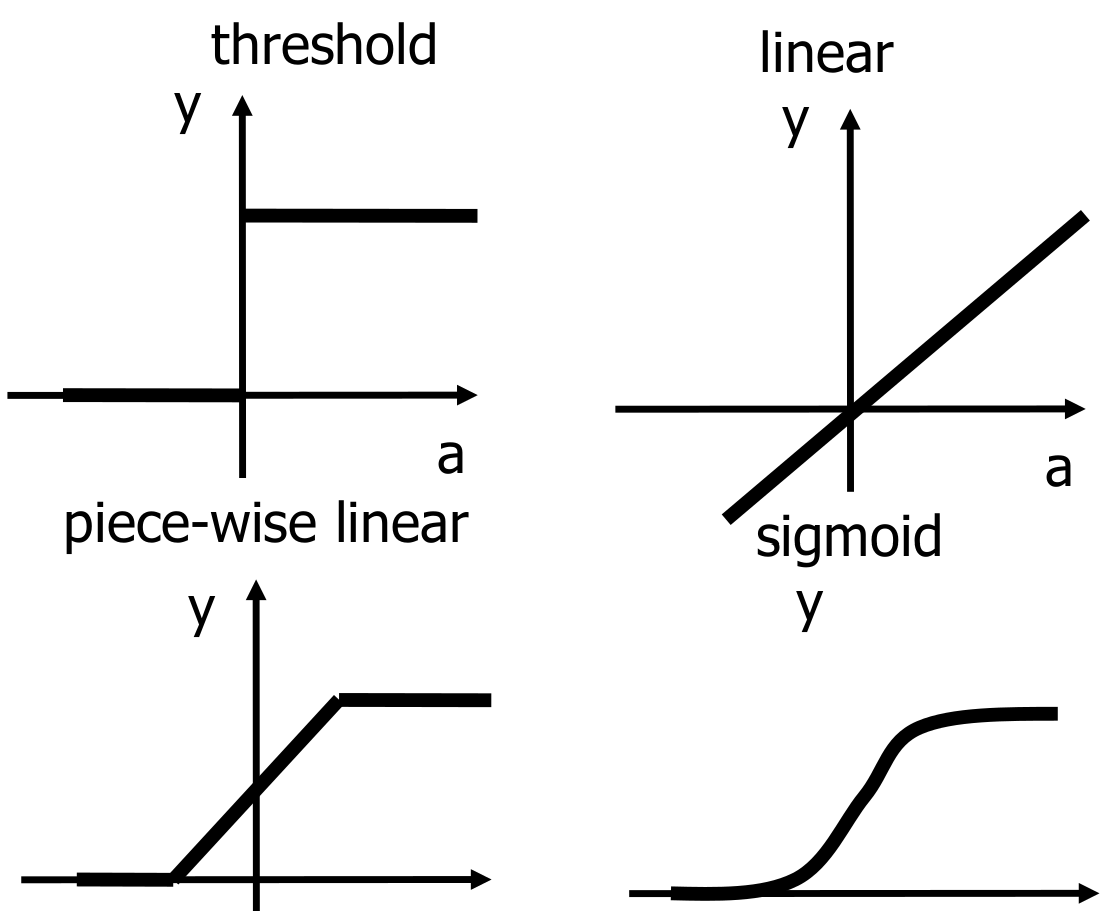 threshold
y
a
linear
y
a
piece-wise linear
y
sigmoid
y